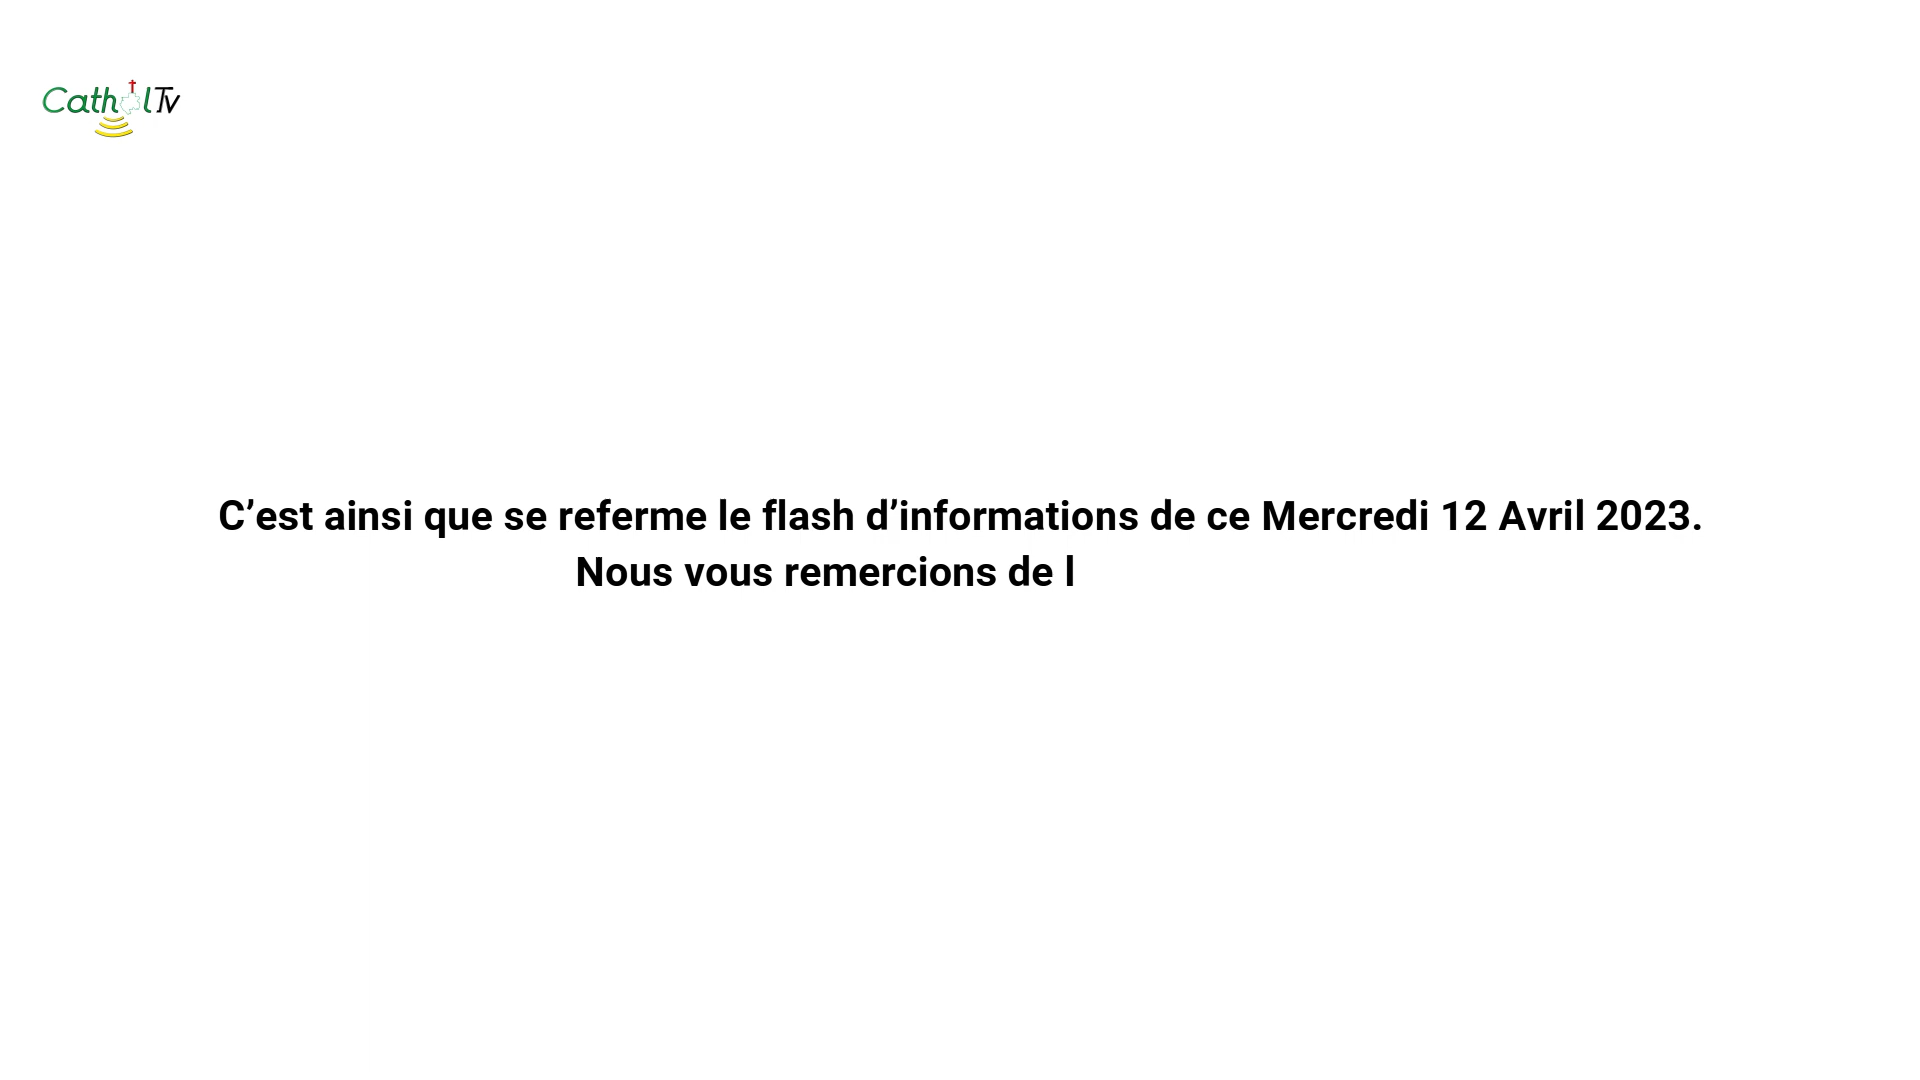 CatholTv
C’est ainsi que se referme le flash d’informations de ce Mercredi 12 Avril 2023.
Nous vous remercions de l